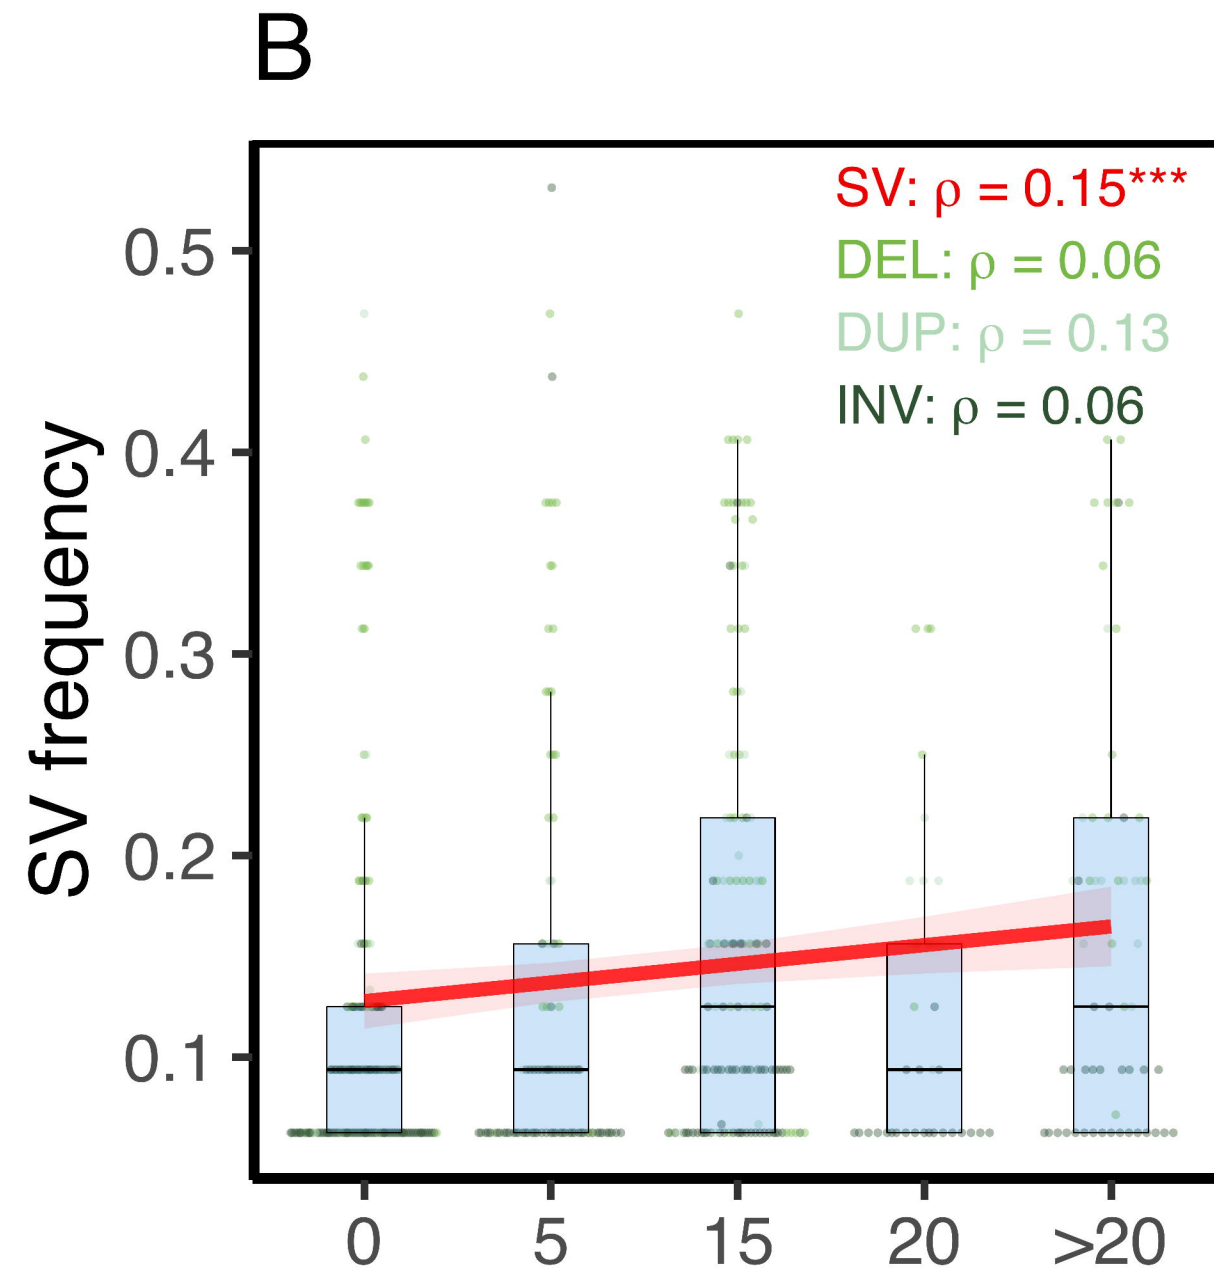 B
SV: ρ = 0.15***
DEL: ρ = 0.06
DUP: ρ = 0.13
INV: ρ = 0.06
SV frequency
0.5
0.4
0.3
0.2
0.1
0 5 15 20 >20